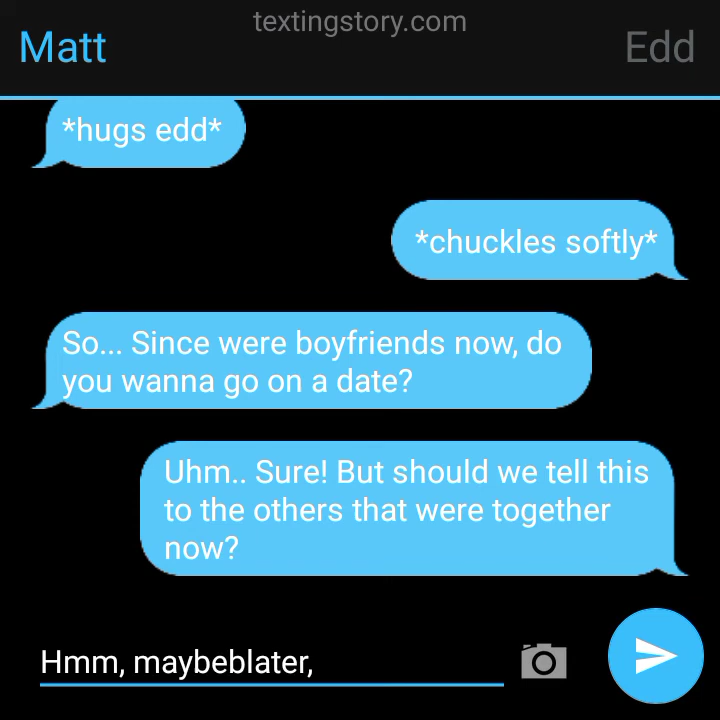 textingstory.com
Matt
Edd
*hugs edd*
*chuckles softly*
So... Since were boyfriends now, do
you wanna go on a date?
Uhm.. Sure! But should we tell this
to the others that were together
now?
Hmm, maybeblater,